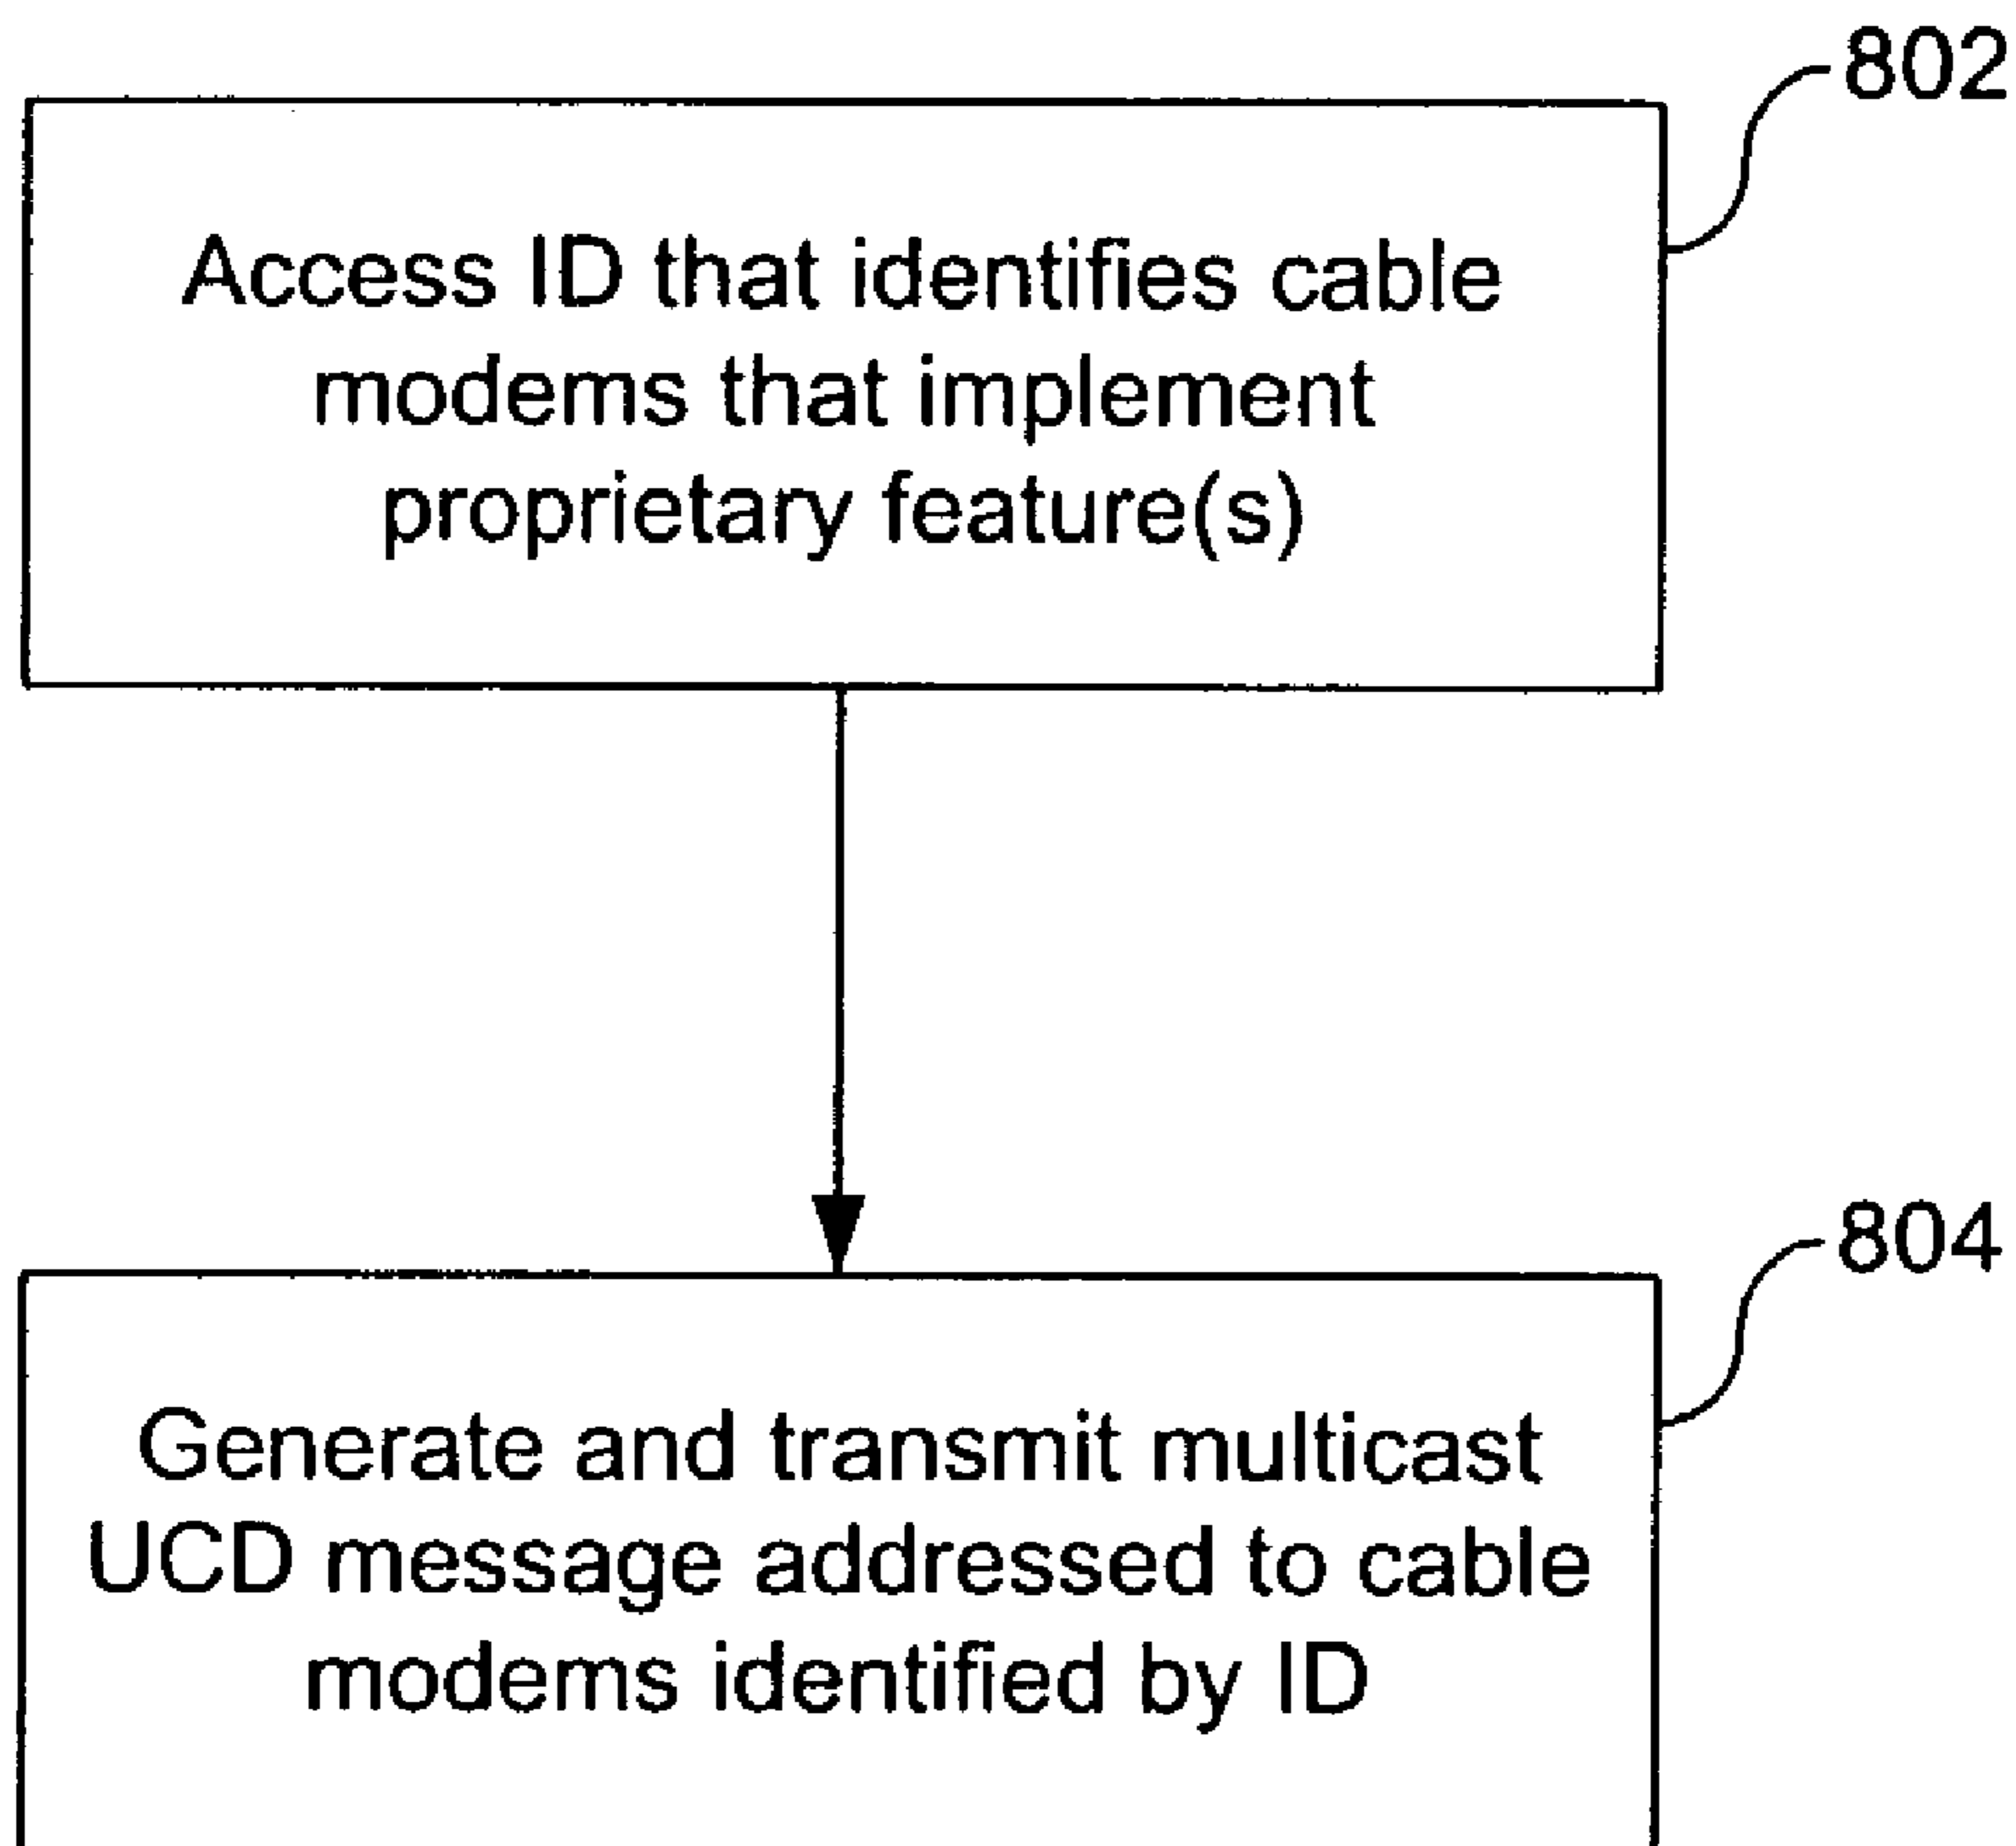 802
Access ID that identifies cable
modems that implement
proprietary feature(s)
804
Generate and transmit multicast
UCD message addressed to cable
modems identified by ID